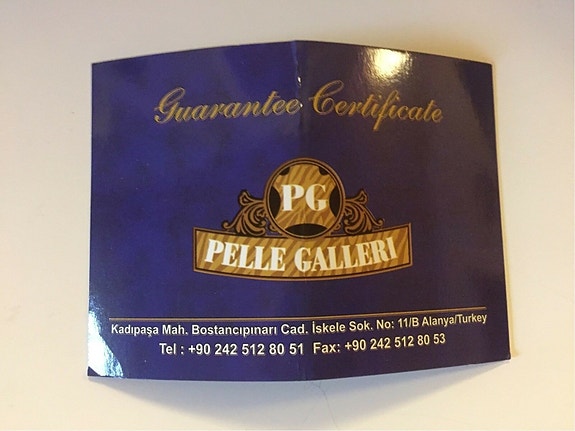 Guarantee Certificate
PG
PELLE GALLERI
Kadıpaşa Mah. Bostancıpınarı Cad. İskele Sok. No: 11/B Alanya/Turkey
Tel : +90 242 512 80 51 Fax: +90 242 512 80 53